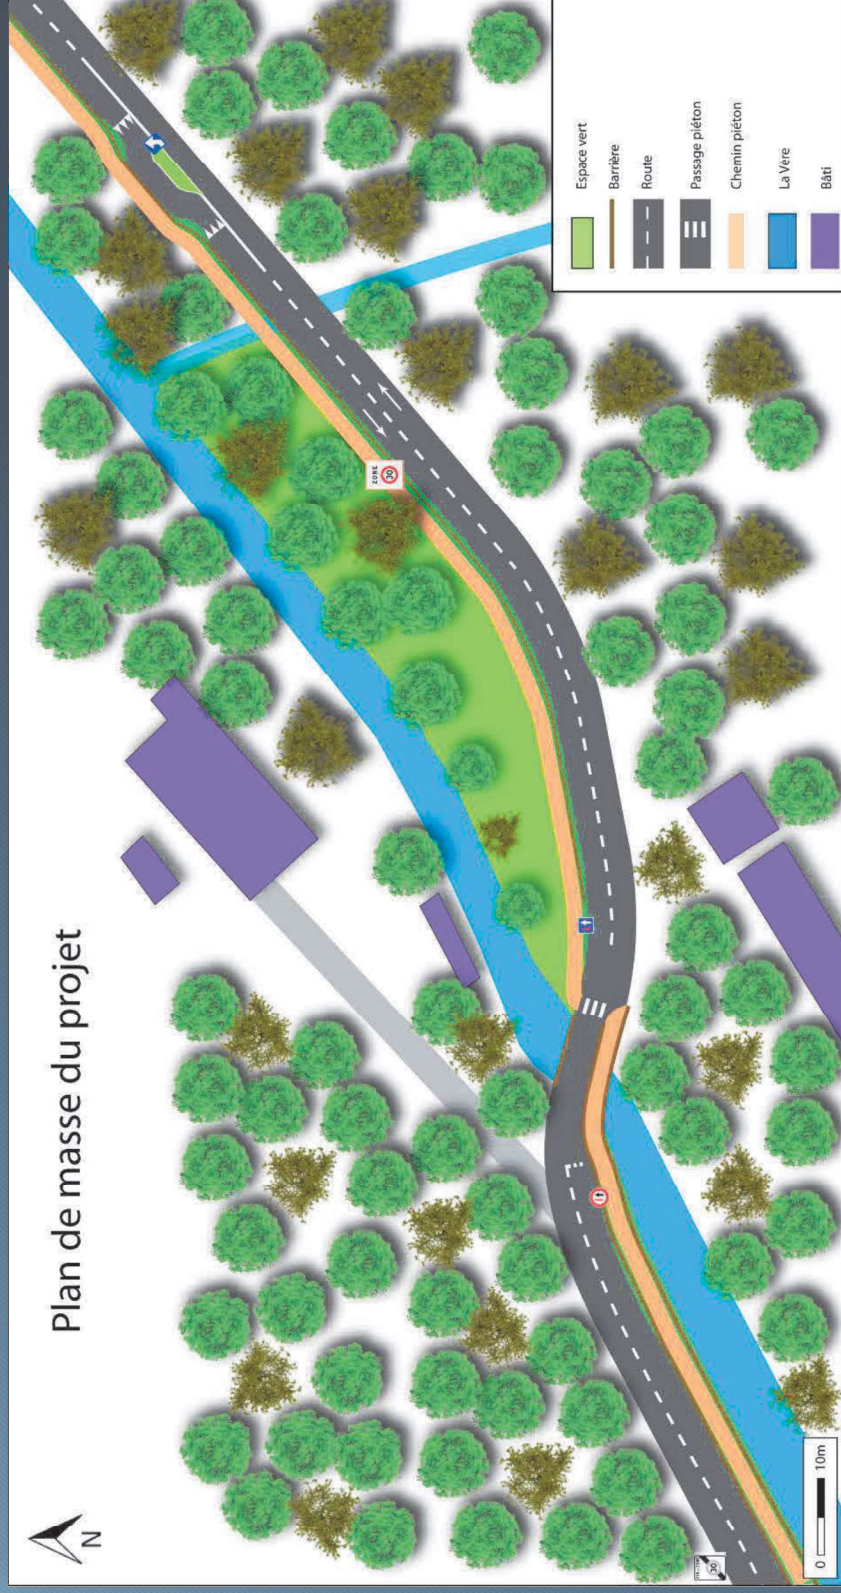 Plan de masse du projet
N
ZONE
30
30
0 10m
Espace vert
Barrière
Route
Passage piéton
Chemin piéton
La Vère
Bâti